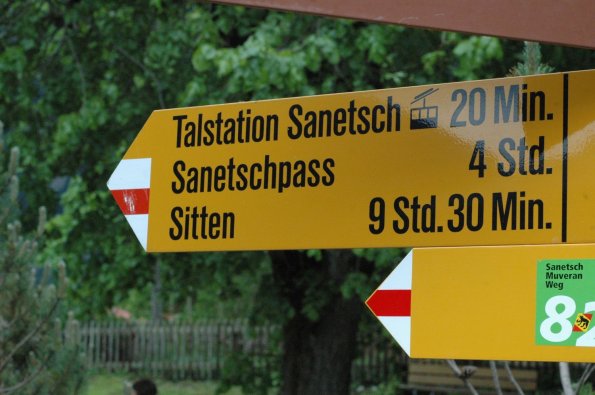 Talstation Sanetsch 20 Min.
Sanetschpass 4 Std.
Sitten 9 Std. 30 Min.
Sanetsch
Muveran
Weg
82